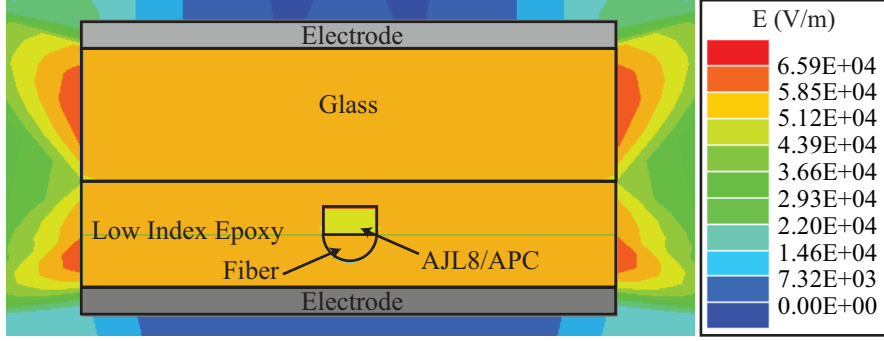 Electrode
Glass
Low Index Epoxy
AJL8/APC
Fiber
Electrode
E (V/m)
6.59E+04
5.85E+04
5.12E+04
4.39E+04
3.66E+04
2.93E+04
2.20E+04
1.46E+04
7.32E+03
0.00E+00